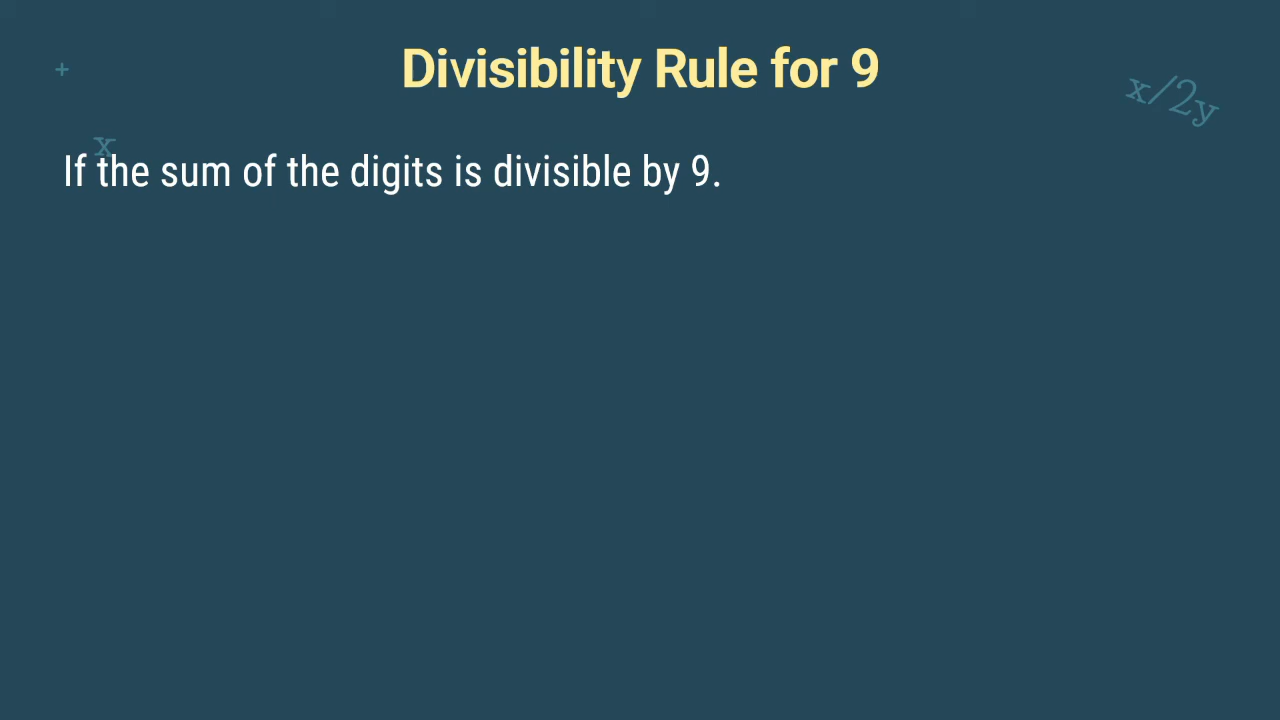 Divisibility Rule for 9
+
x/2y
x
If the sum of the digits is divisible by 9.